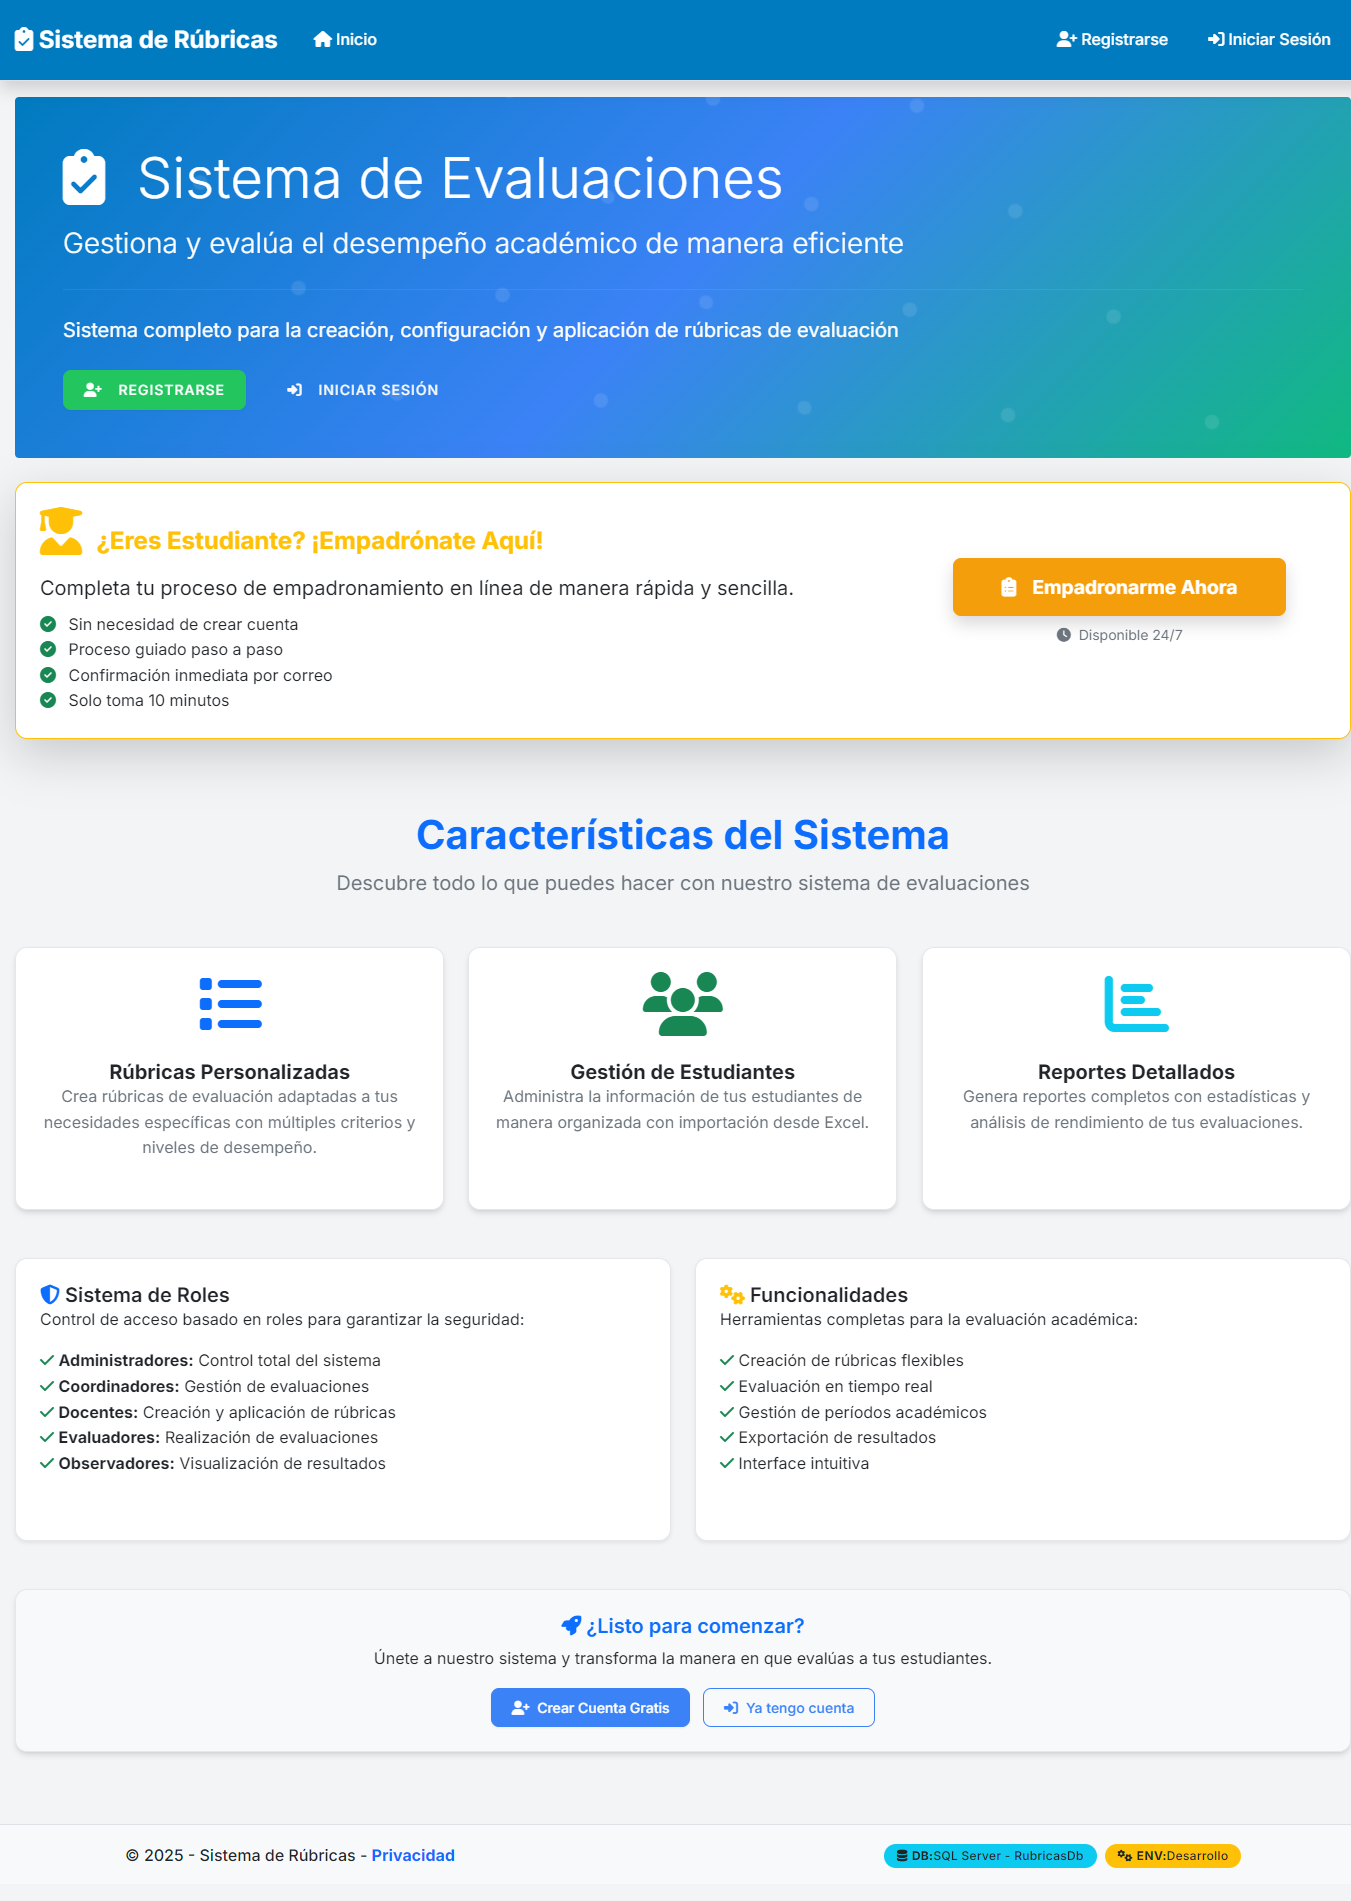 Sistema de Rúbricas
Inicio
Registrarse
Iniciar Sesión
Sistema de Evaluaciones
Gestiona y evalúa el desempeño académico de manera eficiente
Sistema completo para la creación, configuración y aplicación de rúbricas de evaluación
REGISTRARSE
INICIAR SESIÓN
¿Eres Estudiante? ¡Empadrónate Aquí!
Completa tu proceso de empadronamiento en línea de manera rápida y sencilla.
Sin necesidad de crear cuenta
Proceso guiado paso a paso
Confirmación inmediata por correo
Solo toma 10 minutos
Empadronarme Ahora
Disponible 24/7
Características del Sistema
Descubre todo lo que puedes hacer con nuestro sistema de evaluaciones
Rúbricas Personalizadas
Crea rúbricas de evaluación adaptadas a tus
necesidades específicas con múltiples criterios y
niveles de desempeño.
Gestión de Estudiantes
Administra la información de tus estudiantes de
manera organizada con importación desde Excel.
Reportes Detallados
Genera reportes completos con estadísticas y
análisis de rendimiento de tus evaluaciones.
Sistema de Roles
Control de acceso basado en roles para garantizar la seguridad:
Administradores: Control total del sistema
Coordinadores: Gestión de evaluaciones
Docentes: Creación y aplicación de rúbricas
Evaluadores: Realización de evaluaciones
Observadores: Visualización de resultados
Funcionalidades
Herramientas completas para la evaluación académica:
Creación de rúbricas flexibles
Evaluación en tiempo real
Gestión de períodos académicos
Exportación de resultados
Interface intuitiva
¿Listo para comenzar?
Únete a nuestro sistema y transforma la manera en que evalúas a tus estudiantes.
Crear Cuenta Gratis
Ya tengo cuenta
© 2025 - Sistema de Rúbricas - Privacidad
DB:SQL Server - RubricasDb
ENV:Desarrollo